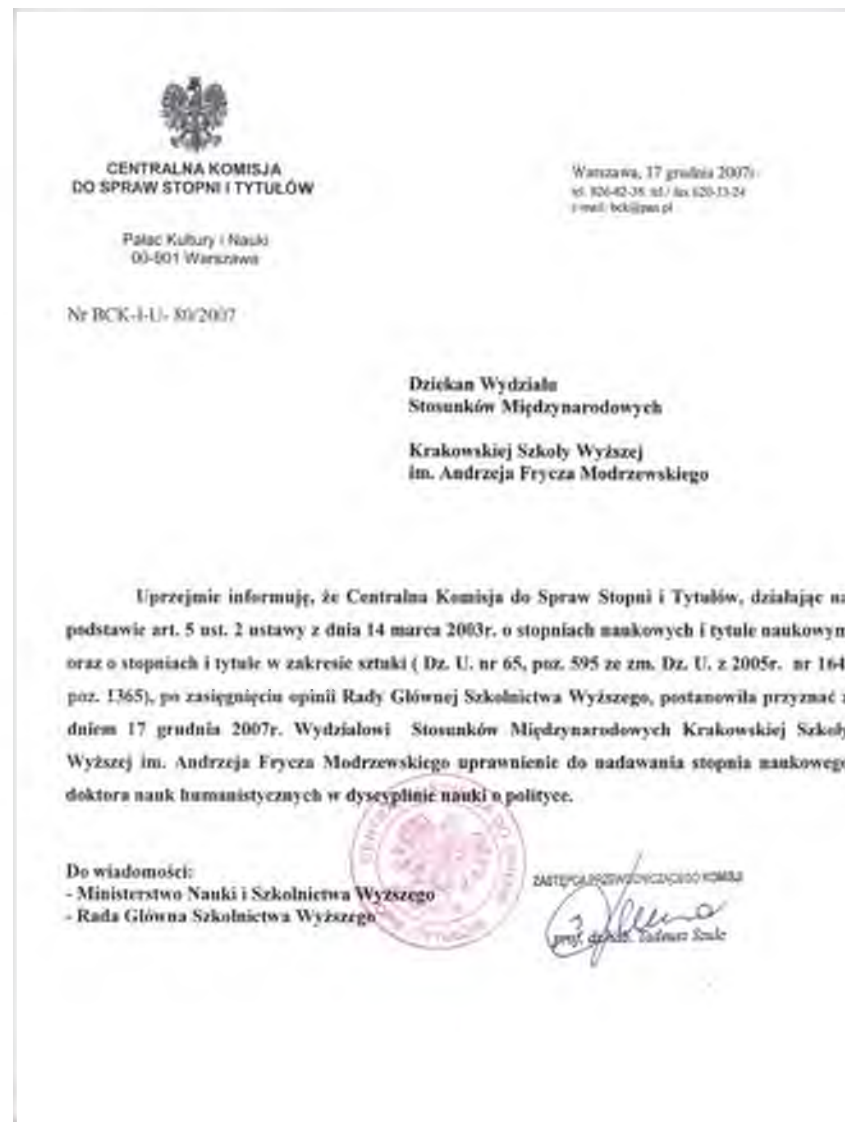 CENTRALNA KOMISJA
DO SPRAW STOPNI I TYTUŁÓW
Pałac Kultury i Nauki
00-901 Warszawa
Nr BCK-I-U- 80/2007
Warszawa, 17 grudnia 2007r.
Dziekan Wydziału
Stosunków Międzynarodowych
Krakowskiej Szkoły Wyższej
im. Andrzeja Frycza Modrzewskiego
Uprzejmie informuję, że Centralna Komisja do Spraw Stopni i Tytułów, działając na
podstawie art. 5 ust. 2 ustawy z dnia 14 marca 2003r. o stopniach naukowych i tytule naukowym
oraz o stopniach i tytule w zakresie sztuki ( Dz. U. nr 65, poz. 595 ze zm. Dz. U. z 2005r. nr 164
poz. 1365), po zasięgnięciu opinii Rady Głównej Szkolnictwa Wyższego, postanowiła przyznać z
dniem 17 grudnia 2007r. Wydziałowi Stosunków Międzynarodowych Krakowskiej Szkoły
Wyższej im. Andrzeja Frycza Modrzewskiego uprawnienie do nadawania stopnia naukowego
doktora nauk humanistycznych w dyscyplinie nauki o polityce.
Do wiadomości:
- Ministerstwo Nauki i Szkolnictwa Wyższego
- Rada Główna Szkolnictwa Wyższego
ZASTĘPCA PRZEWODNICZĄCEGO KOMISJI
prof. dr hab. Tadeusz Szulc